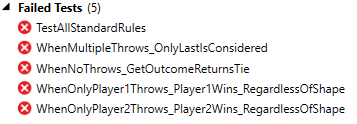 Failed Tests (5)
TestAllStandardRules
WhenMultipleThrows_OnlyLastIsConsidered
WhenNoThrows_GetOutcomeReturnsTie
WhenOnlyPlayer1Throws_Player1Wins_RegardlessOfShape
WhenOnlyPlayer2Throws_Player2Wins_RegardlessOfShape